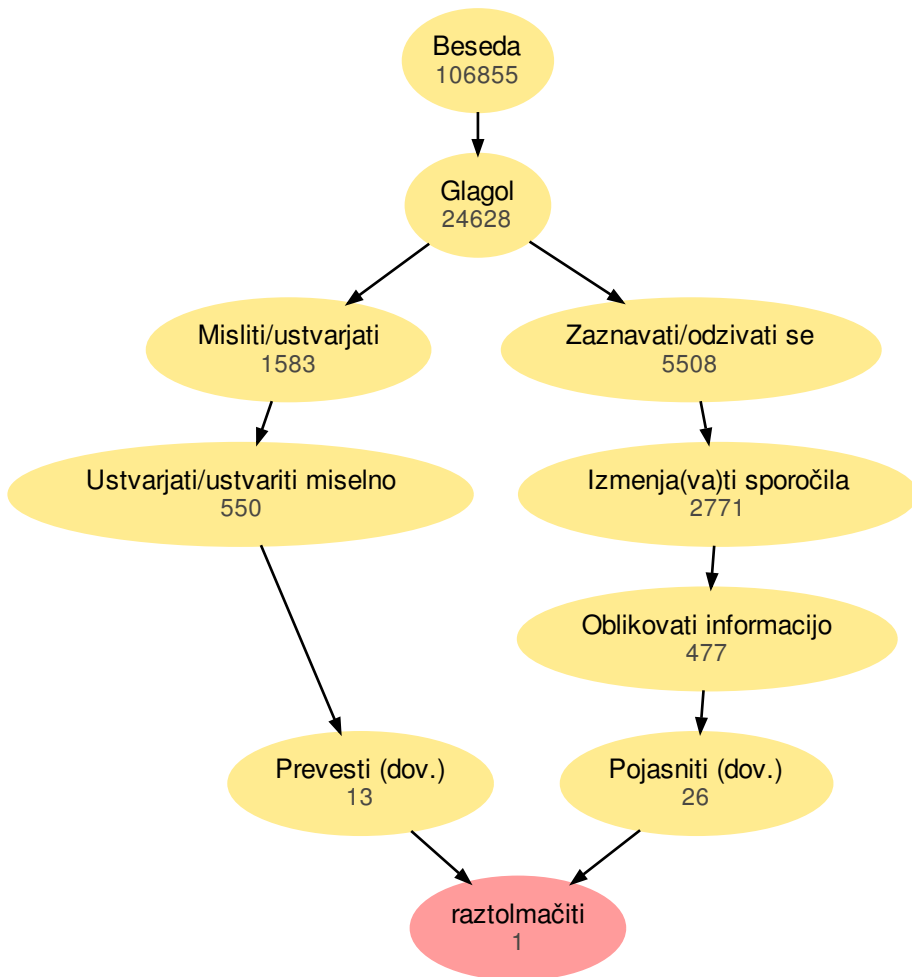 Beseda
106855
Glagol
24628
Misliti/ustvarjati
1583
Zaznavati/odzivati se
5508
Ustvarjati/ustvariti miselno
550
Izmenja(va)ti sporočila
2771
Oblikovati informacijo
477
Prevesti (dov.)
13
Pojasniti (dov.)
26
raztolmačiti
1